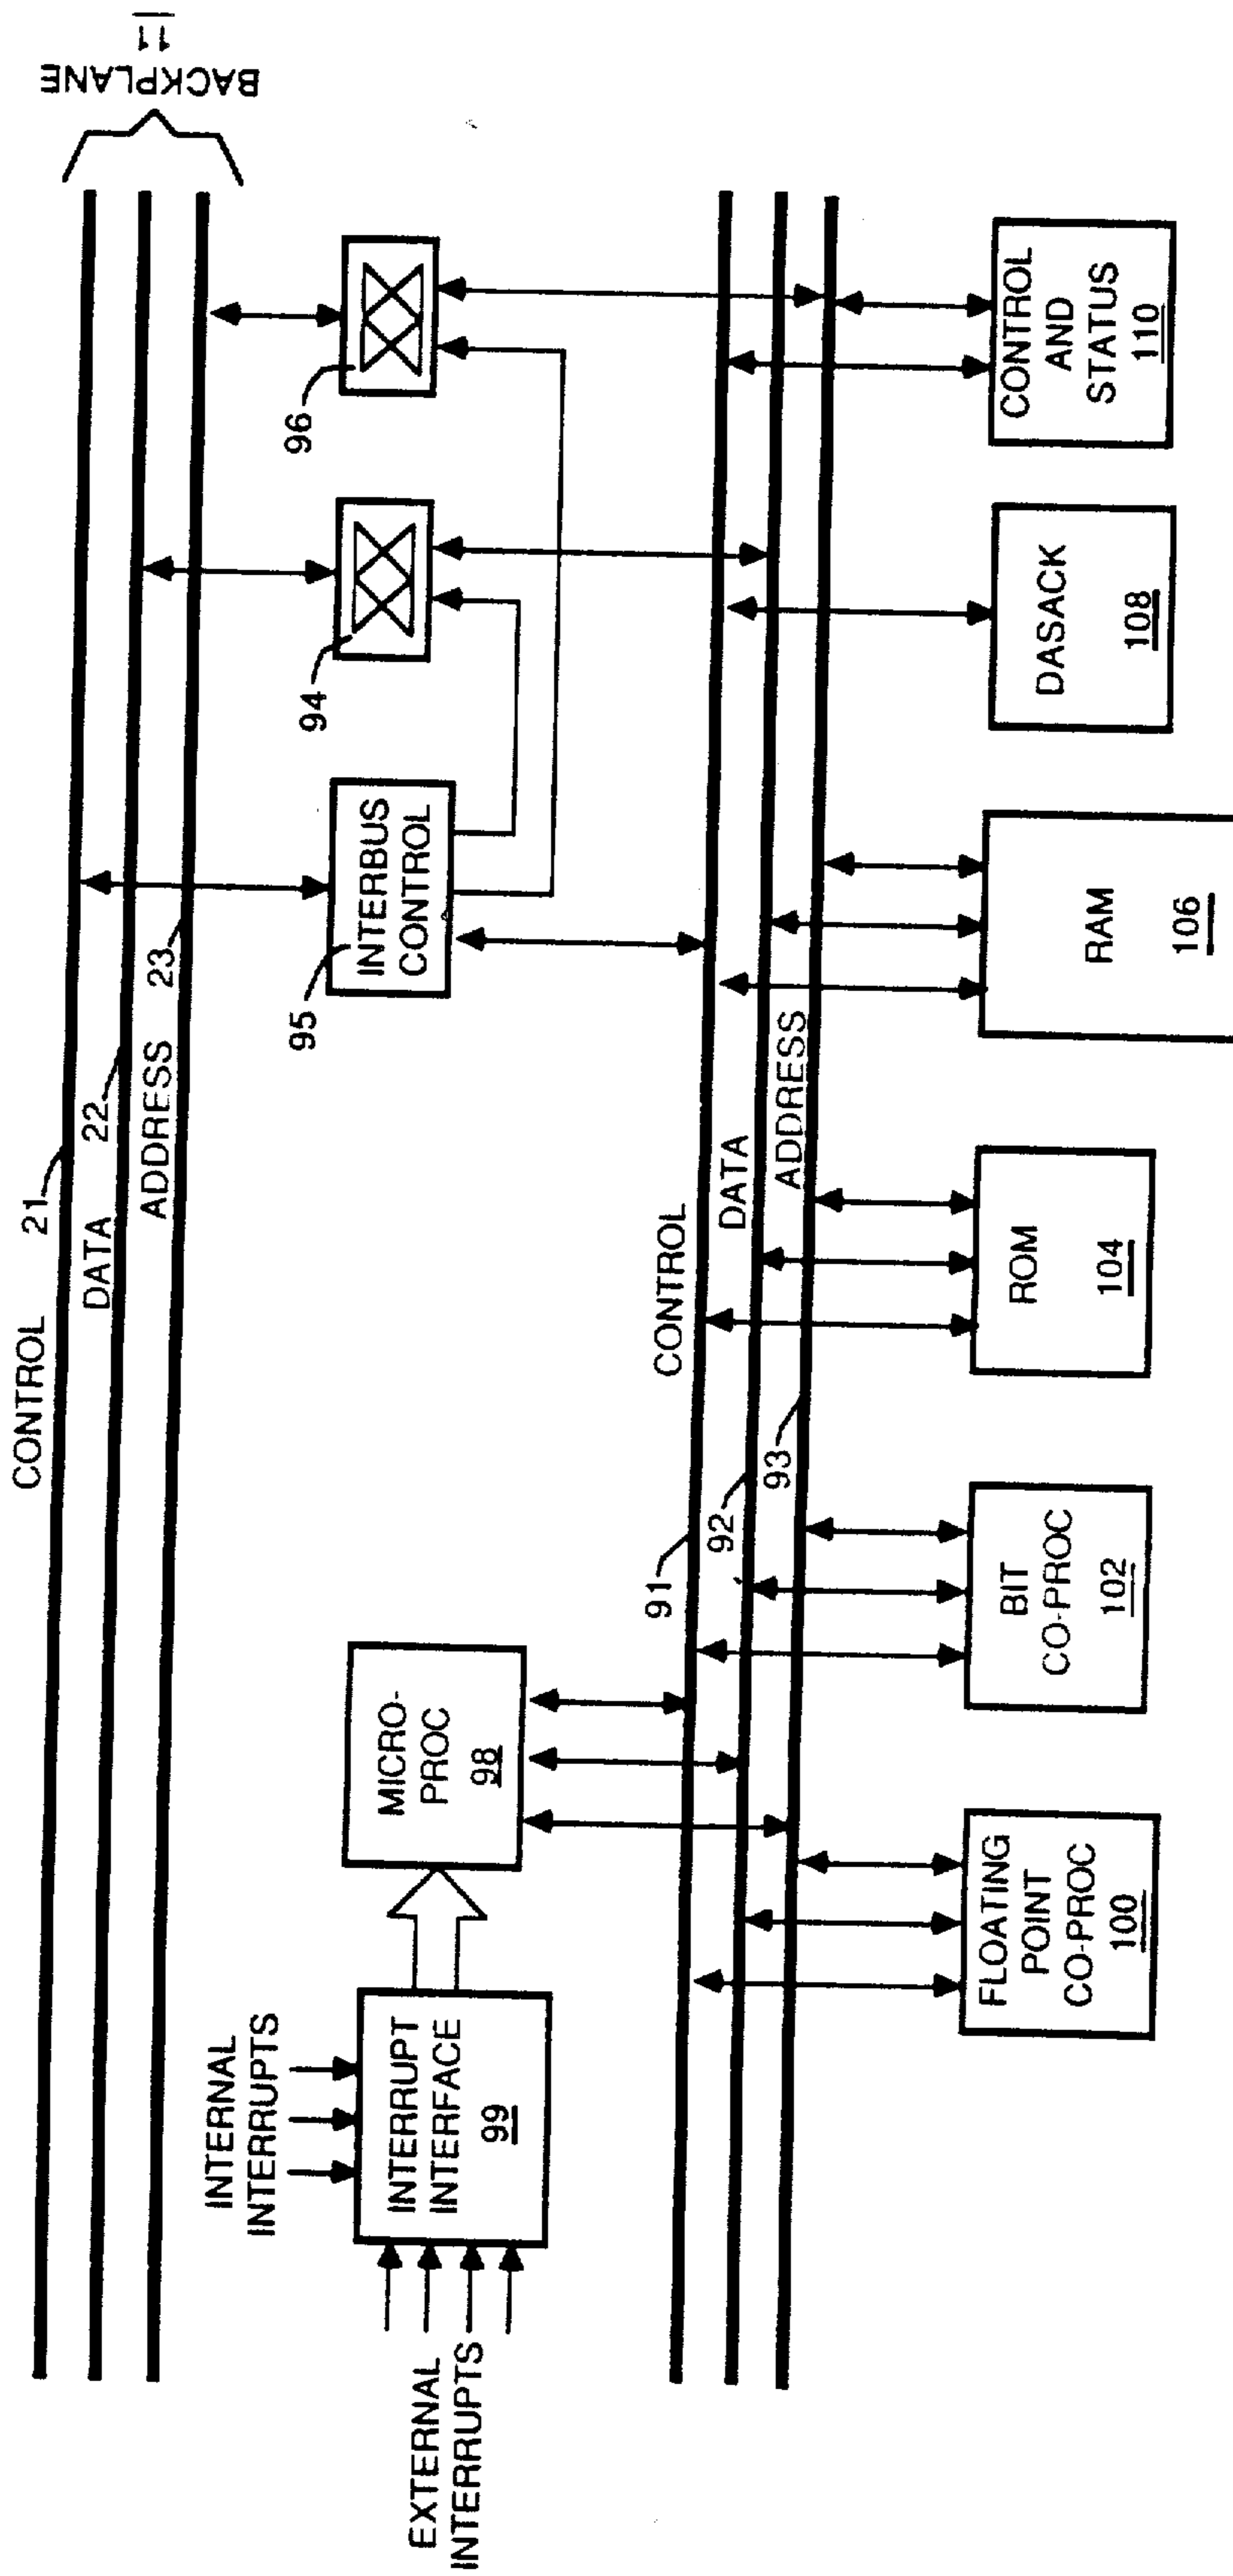 BACKPLANE
11
CONTROL
21
DATA
22
ADDRESS
23
INTERNAL
INTERRUPTS
EXTERNAL
INTERRUPTS
INTERRUPT
INTERFACE
99
MICRO-
PROC
98
95
INTERBUS
CONTROL
94
96
91
CONTROL
92
DATA
93
ADDRESS
FLOATING
POINT
CO-PROC
100
BIT
CO-PROC
102
ROM
104
RAM
106
DASACK
108
CONTROL
AND
STATUS
110